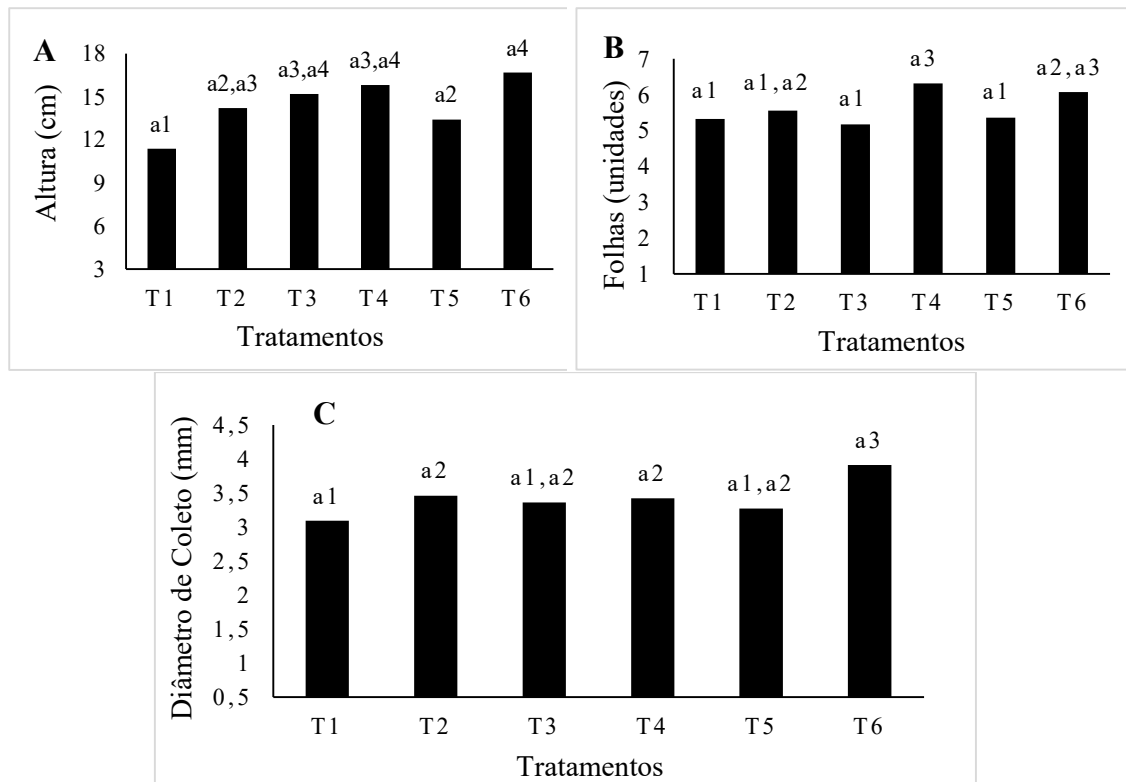 A
Altura (cm)
18
15
12
9
6
3
a1
a2,a3
a3,a4
a3,a4
a2
a4
T1 T2 T3 T4 T5 T6
Tratamentos
B
Folhas (unidades)
7
6
5
4
3
2
1
a1
a1,a2
a1
a3
a1
a2,a3
T1 T2 T3 T4 T5 T6
Tratamentos
C
Diâmetro de Coleto (mm)
4,5
4
3,5
3
2,5
2
1,5
1
0,5
a1
a2
a1,a2
a2
a1,a2
a3
T1 T2 T3 T4 T5 T6
Tratamentos